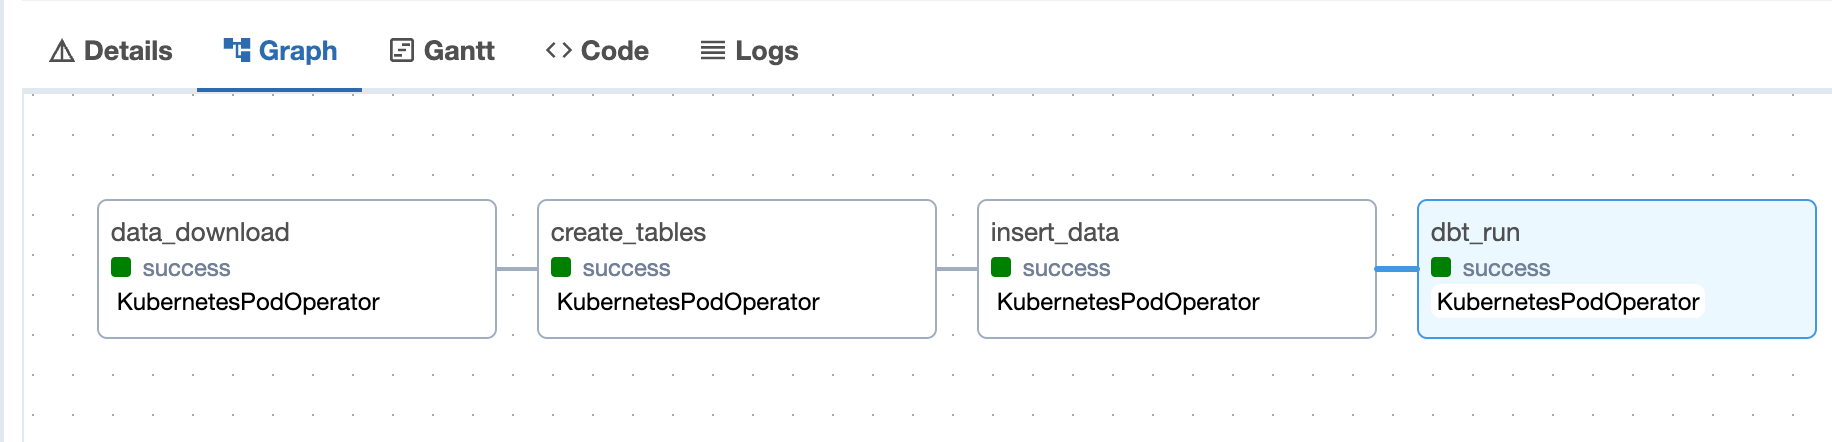 Details Graph Gantt Code Logs
data_download
success
KubernetesPodOperator
create_tables
success
KubernetesPodOperator
insert_data
success
KubernetesPodOperator
dbt_run
success
KubernetesPodOperator